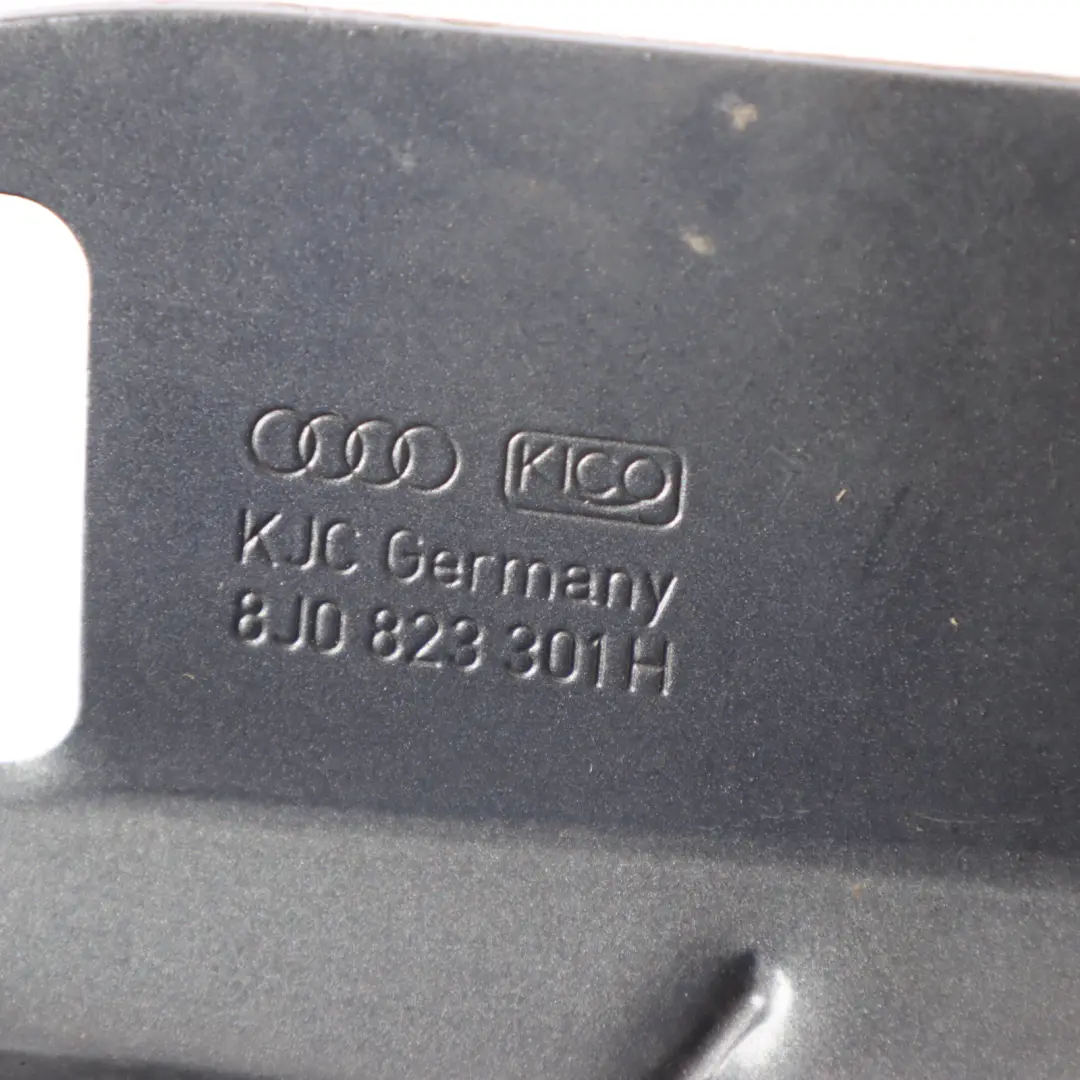 KICO
KJC Germany
8J0 823 301 H